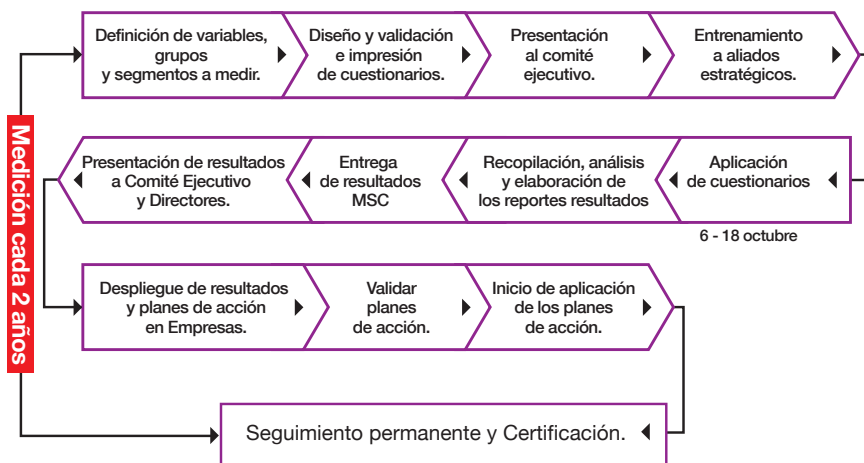 Definición de variables,
grupos
y segmentos a medir.
Diseño y validación
e impresión
de cuestionarios.
Presentación
al comité
ejecutivo.
Entrenamiento
a aliados
estratégicos.
Medición cada 2 años
Presentación de resultados
a Comité Ejecutivo
y Directores.
Entrega
de resultados
MSC
Recopilación, análisis
y elaboración de
los reportes resultados
Aplicación
de cuestionarios
6 - 18 octubre
Despliegue de resultados
y planes de acción
en Empresas.
Validar
planes
de acción.
Inicio de aplicación
de los planes
de acción.
Seguimiento permanente y Certificación.